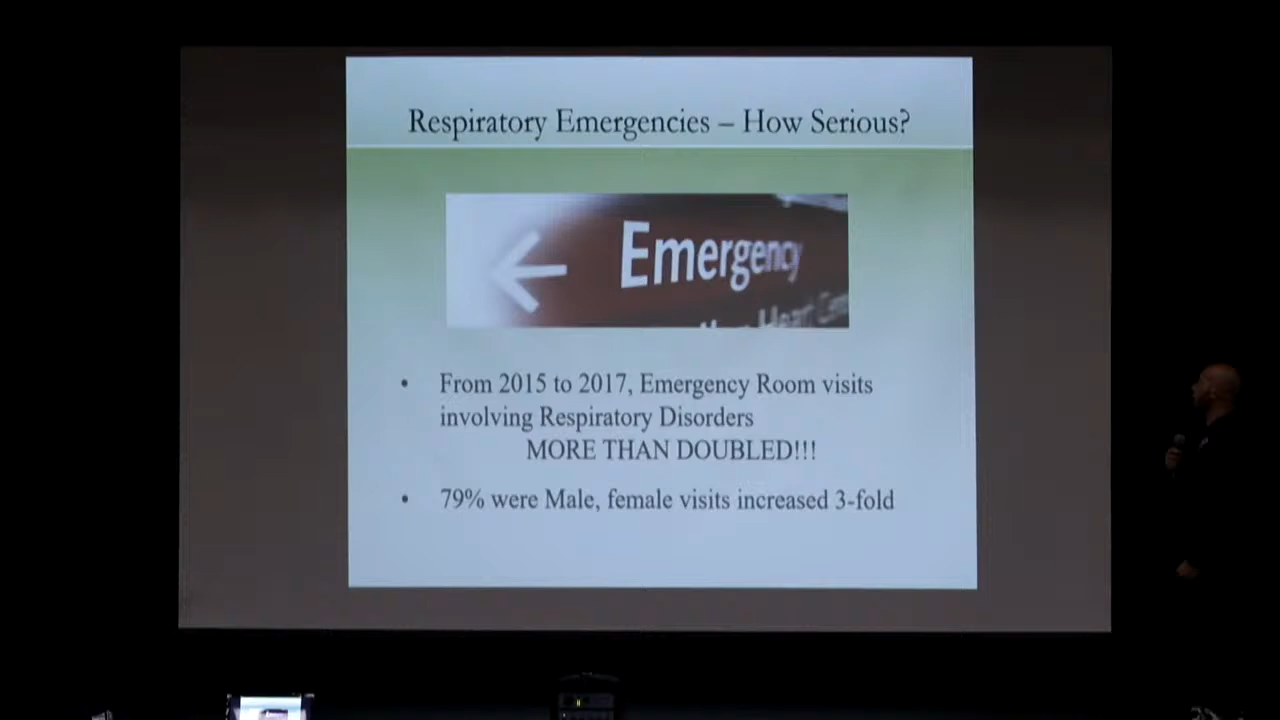 Respiratory Emergencies – How Serious?
Emergency
• From 2015 to 2017, Emergency Room visits
involving Respiratory Disorders
MORE THAN DOUBLED!!!
• 79% were Male, female visits increased 3-fold